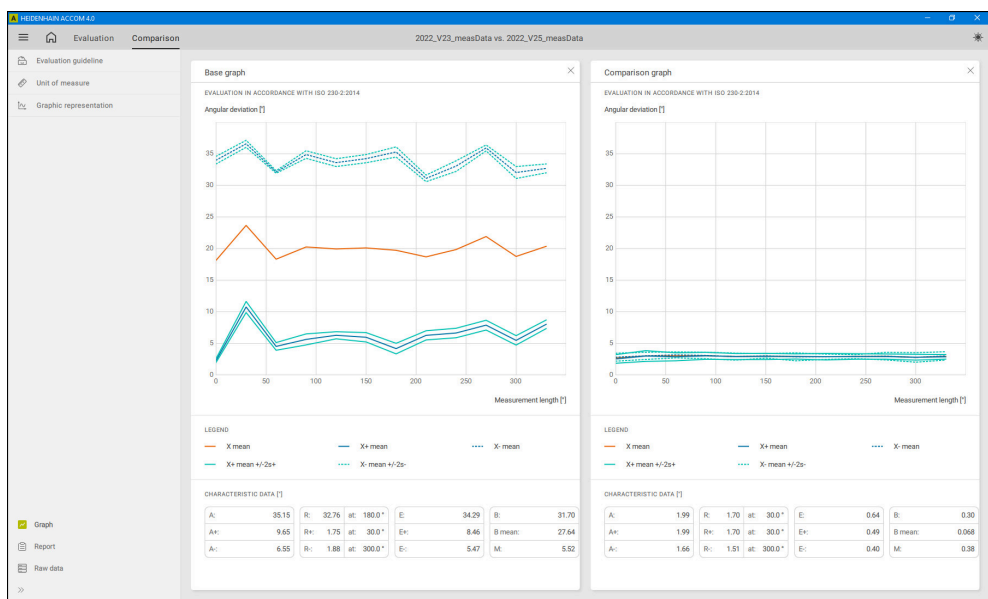 A HEIDENHAIN ACCOM 4.0
Evaluation Comparison 2022_V23_measData vs. 2022_V25_measData
Evaluation guideline
Unit of measure
Graphic representation
Graph
Report
Raw data
Base graph
EVALUATION IN ACCORDANCE WITH ISO 230-2:2014
Angular deviation ["]
35
30
25
20
15
10
5
0
0 50 100 150 200 250 300
Measurement length [°]
LEGEND
X mean X+ mean X- mean
X+ mean +/-2s+ X- mean +/-2s-
CHARACTERISTIC DATA ["]
A: 35.15 R: 32.76 at: 180.0 ° E: 34.29 B: 31.70
A+: 9.65 R+: 1.75 at: 30.0 ° E+: 8.46 B mean: 27.64
A-: 6.55 R-: 1.88 at: 300.0 ° E-: 5.47 M: 5.52
Comparison graph
EVALUATION IN ACCORDANCE WITH ISO 230-2:2014
Angular deviation ["]
35
30
25
20
15
10
5
0
0 50 100 150 200 250 300
Measurement length [°]
LEGEND
X mean X+ mean X- mean
X+ mean +/-2s+ X- mean +/-2s-
CHARACTERISTIC DATA ["]
A: 1.99 R: 1.70 at: 30.0 ° E: 0.64 B: 0.30
A+: 1.99 R+: 1.70 at: 30.0 ° E+: 0.49 B mean: 0.068
A-: 1.66 R-: 1.51 at: 300.0 ° E-: 0.40 M: 0.38